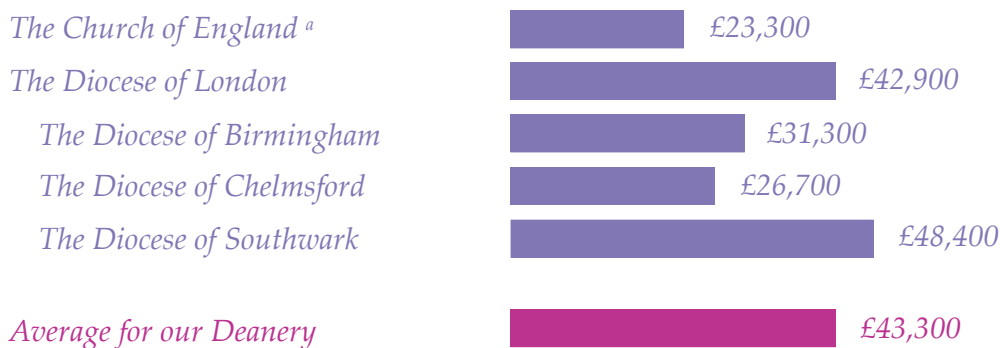 The Church of England ª £23,300
The Diocese of London £42,900
The Diocese of Birmingham £31,300
The Diocese of Chelmsford £26,700
The Diocese of Southwark £48,400
Average for our Deanery £43,300